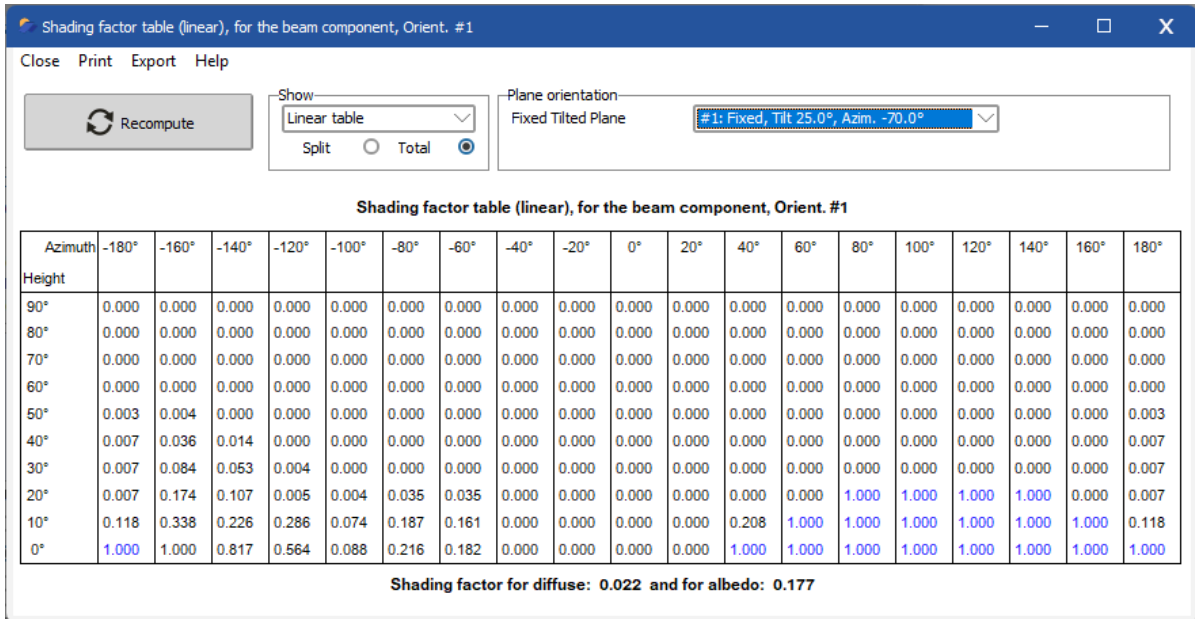 Shading factor table (linear), for the beam component, Orient. #1
Close Print Export Help
Show
Plane orientation
Recompute
Linear table
Fixed Tilted Plane
#1: Fixed, Tilt 25.0°, Azim. -70.0°
Split Total
Shading factor table (linear), for the beam component, Orient. #1
Azimuth -180° -160° -140° -120° -100° -80° -60° -40° -20° 0° 20° 40° 60° 80° 100° 120° 140° 160° 180°
Height
90° 0.000 0.000 0.000 0.000 0.000 0.000 0.000 0.000 0.000 0.000 0.000 0.000 0.000 0.000 0.000 0.000 0.000 0.000 0.000
80° 0.000 0.000 0.000 0.000 0.000 0.000 0.000 0.000 0.000 0.000 0.000 0.000 0.000 0.000 0.000 0.000 0.000 0.000 0.000
70° 0.000 0.000 0.000 0.000 0.000 0.000 0.000 0.000 0.000 0.000 0.000 0.000 0.000 0.000 0.000 0.000 0.000 0.000 0.000
60° 0.000 0.000 0.000 0.000 0.000 0.000 0.000 0.000 0.000 0.000 0.000 0.000 0.000 0.000 0.000 0.000 0.000 0.000 0.000
50° 0.003 0.004 0.000 0.000 0.000 0.000 0.000 0.000 0.000 0.000 0.000 0.000 0.000 0.000 0.000 0.000 0.000 0.000 0.003
40° 0.007 0.036 0.014 0.000 0.000 0.000 0.000 0.000 0.000 0.000 0.000 0.000 0.000 0.000 0.000 0.000 0.000 0.000 0.007
30° 0.007 0.084 0.053 0.004 0.000 0.000 0.000 0.000 0.000 0.000 0.000 0.000 0.000 0.000 0.000 0.000 0.000 0.000 0.007
20° 0.007 0.174 0.107 0.005 0.004 0.035 0.035 0.000 0.000 0.000 0.000 0.000 0.000 1.000 1.000 1.000 1.000 0.000 0.007
10° 0.118 0.338 0.226 0.286 0.074 0.187 0.161 0.000 0.000 0.000 0.000 0.208 1.000 1.000 1.000 1.000 1.000 1.000 0.118
0° 1.000 1.000 0.817 0.564 0.088 0.216 0.182 0.000 0.000 0.000 0.000 1.000 1.000 1.000 1.000 1.000 1.000 1.000 1.000
Shading factor for diffuse: 0.022 and for albedo: 0.177